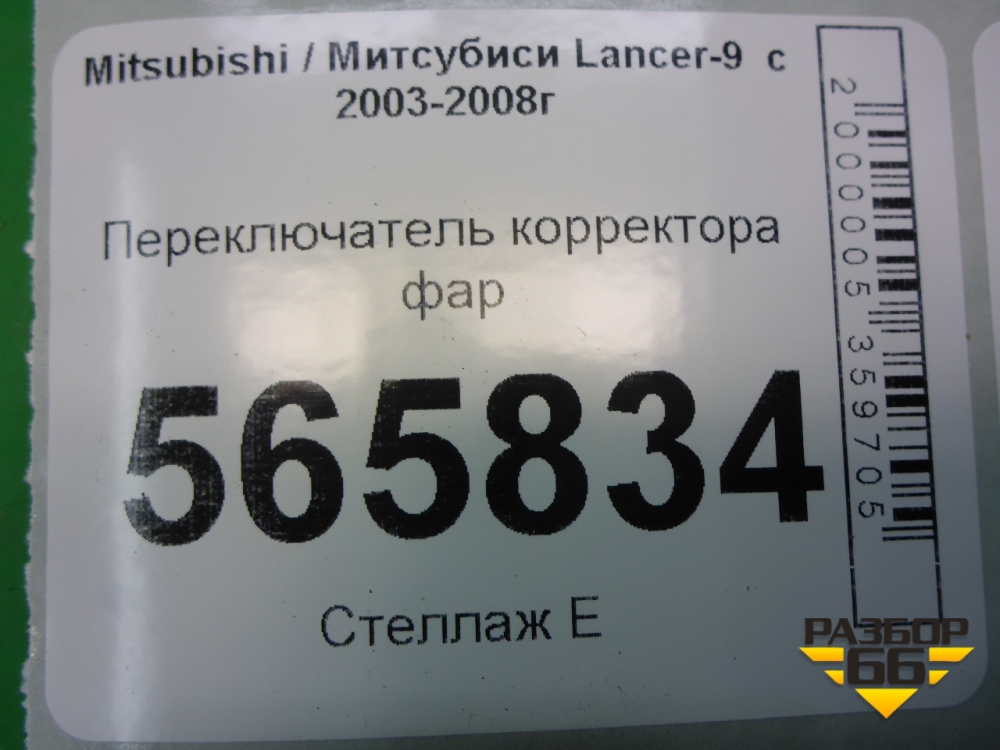 Mitsubishi / Митсубиси Lancer-9 с
2003-2008г
Переключатель корректора
фар
565834
Стеллаж Е
2000005359705
РАЗБОР
66